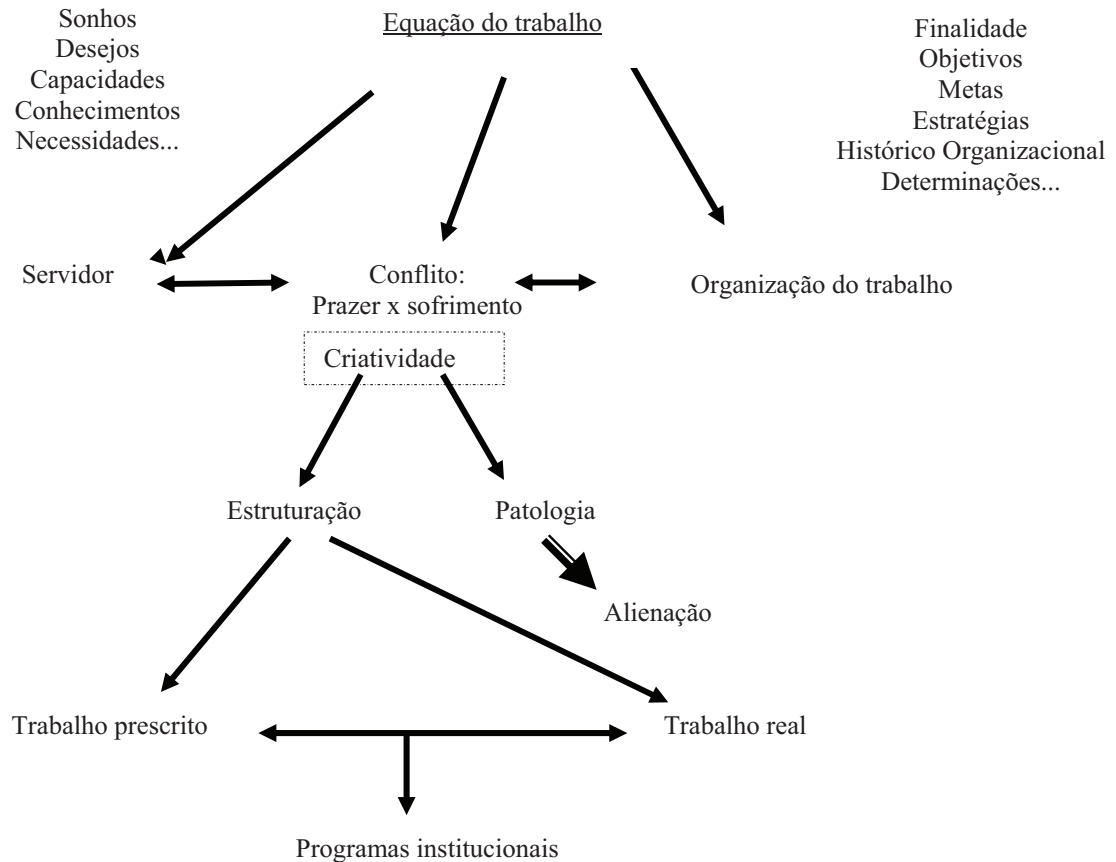 Equação do trabalho
Sonhos
Desejos
Capacidades
Conhecimentos
Necessidades...
Finalidade
Objetivos
Metas
Estratégias
Histórico Organizacional
Determinações...
Servidor
Conflito:
Prazer x sofrimento
Organização do trabalho
Criatividade
Estruturação
Patologia
Alienação
Trabalho prescrito
Trabalho real
Programas institucionais